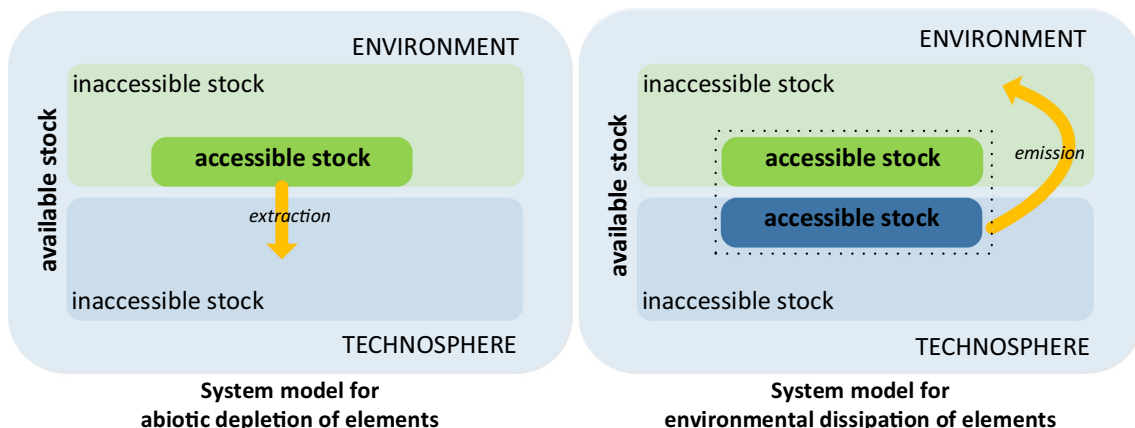 ENVIRONMENT
inaccessible stock
accessible stock
extraction
available stock
inaccessible stock
TECHNOSPHERE
System model for
abiotic depletion of elements
ENVIRONMENT
inaccessible stock
accessible stock
emission
accessible stock
available stock
inaccessible stock
TECHNOSPHERE
System model for
environmental dissipation of elements